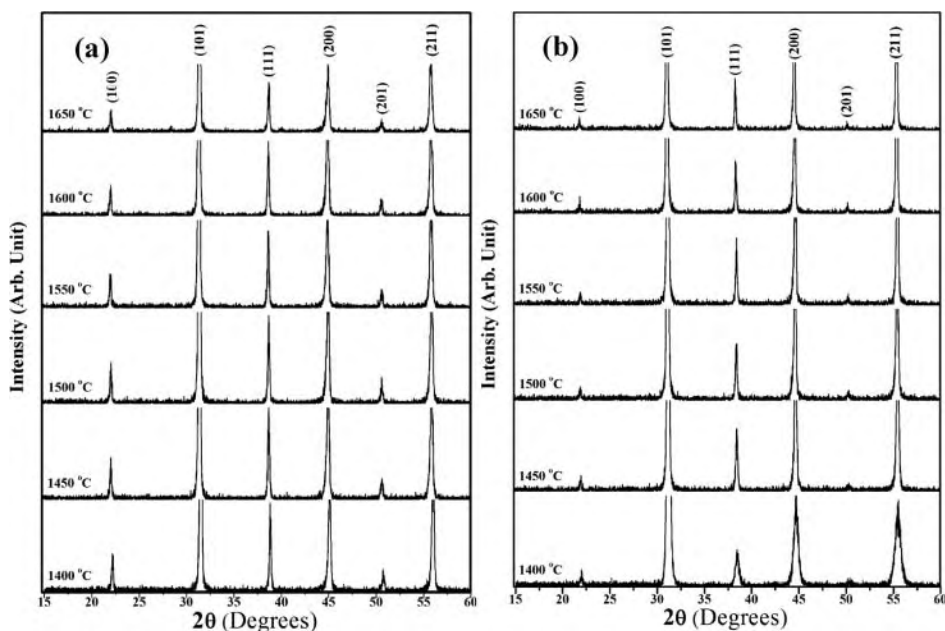 (a)
(100)
(101)
(111)
(200)
(201)
(211)
1650 °C
1600 °C
1550 °C
1500 °C
1450 °C
1400 °C
Intensity (Arb. Unit)
15 20 25 30 35 40 45 50 55 60
2θ (Degrees)
(b)
(100)
(101)
(111)
(200)
(201)
(211)
1650 °C
1600 °C
1550 °C
1500 °C
1450 °C
1400 °C
Intensity (Arb. Unit)
15 20 25 30 35 40 45 50 55 60
2θ (Degrees)